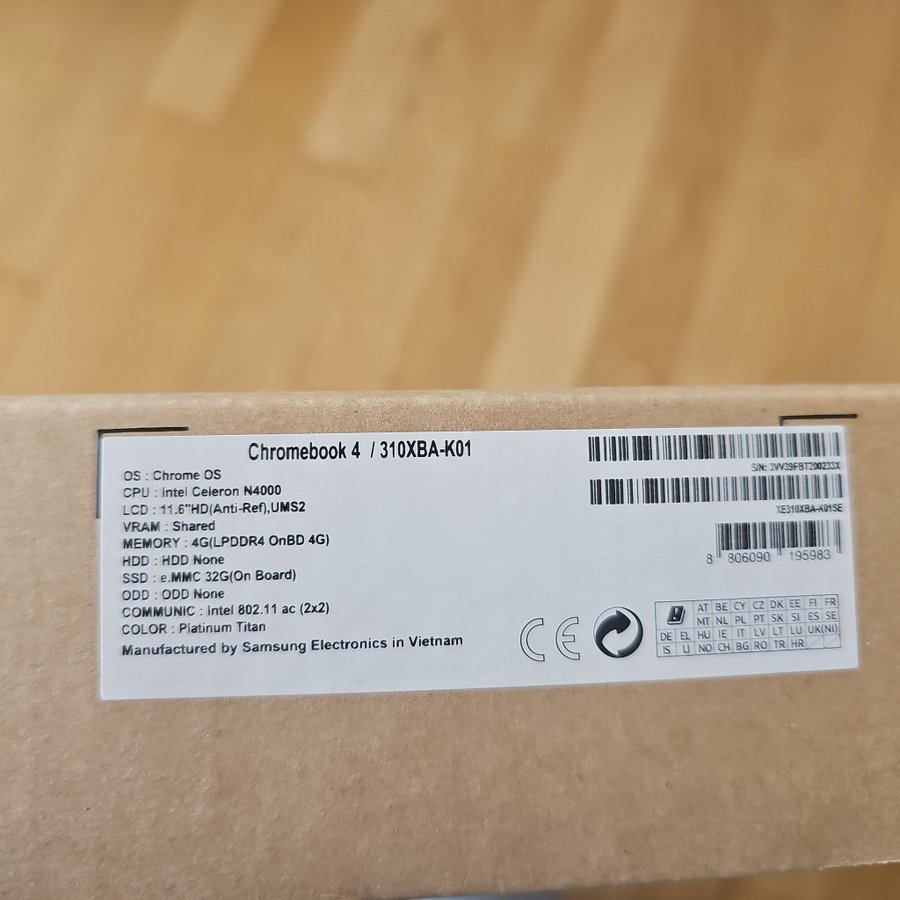 Chromebook 4 / 310XBA-K01
OS : Chrome OS
CPU : Intel Celeron N4000
LCD : 11.6"HD(Anti-Ref),UMS2
VRAM : Shared
MEMORY : 4G(LPDDR4 OnBD 4G)
HDD : HDD None
SSD : e.MMC 32G(On Board)
ODD : ODD None
COMMUNIC : Intel 802.11 ac (2x2)
COLOR : Platinum Titan
Manufactured by Samsung Electronics in Vietnam
S/N: 3VV39FBT200233X
XE310XBA-K01SE
8 806090 195983
CE
AT BE CY CZ DK EE FI FR
MT NL PL PT SK SI ES SE
DE EL HU IE IT LV LT LU UK(NI)
IS LI NO CH BG RO TR HR